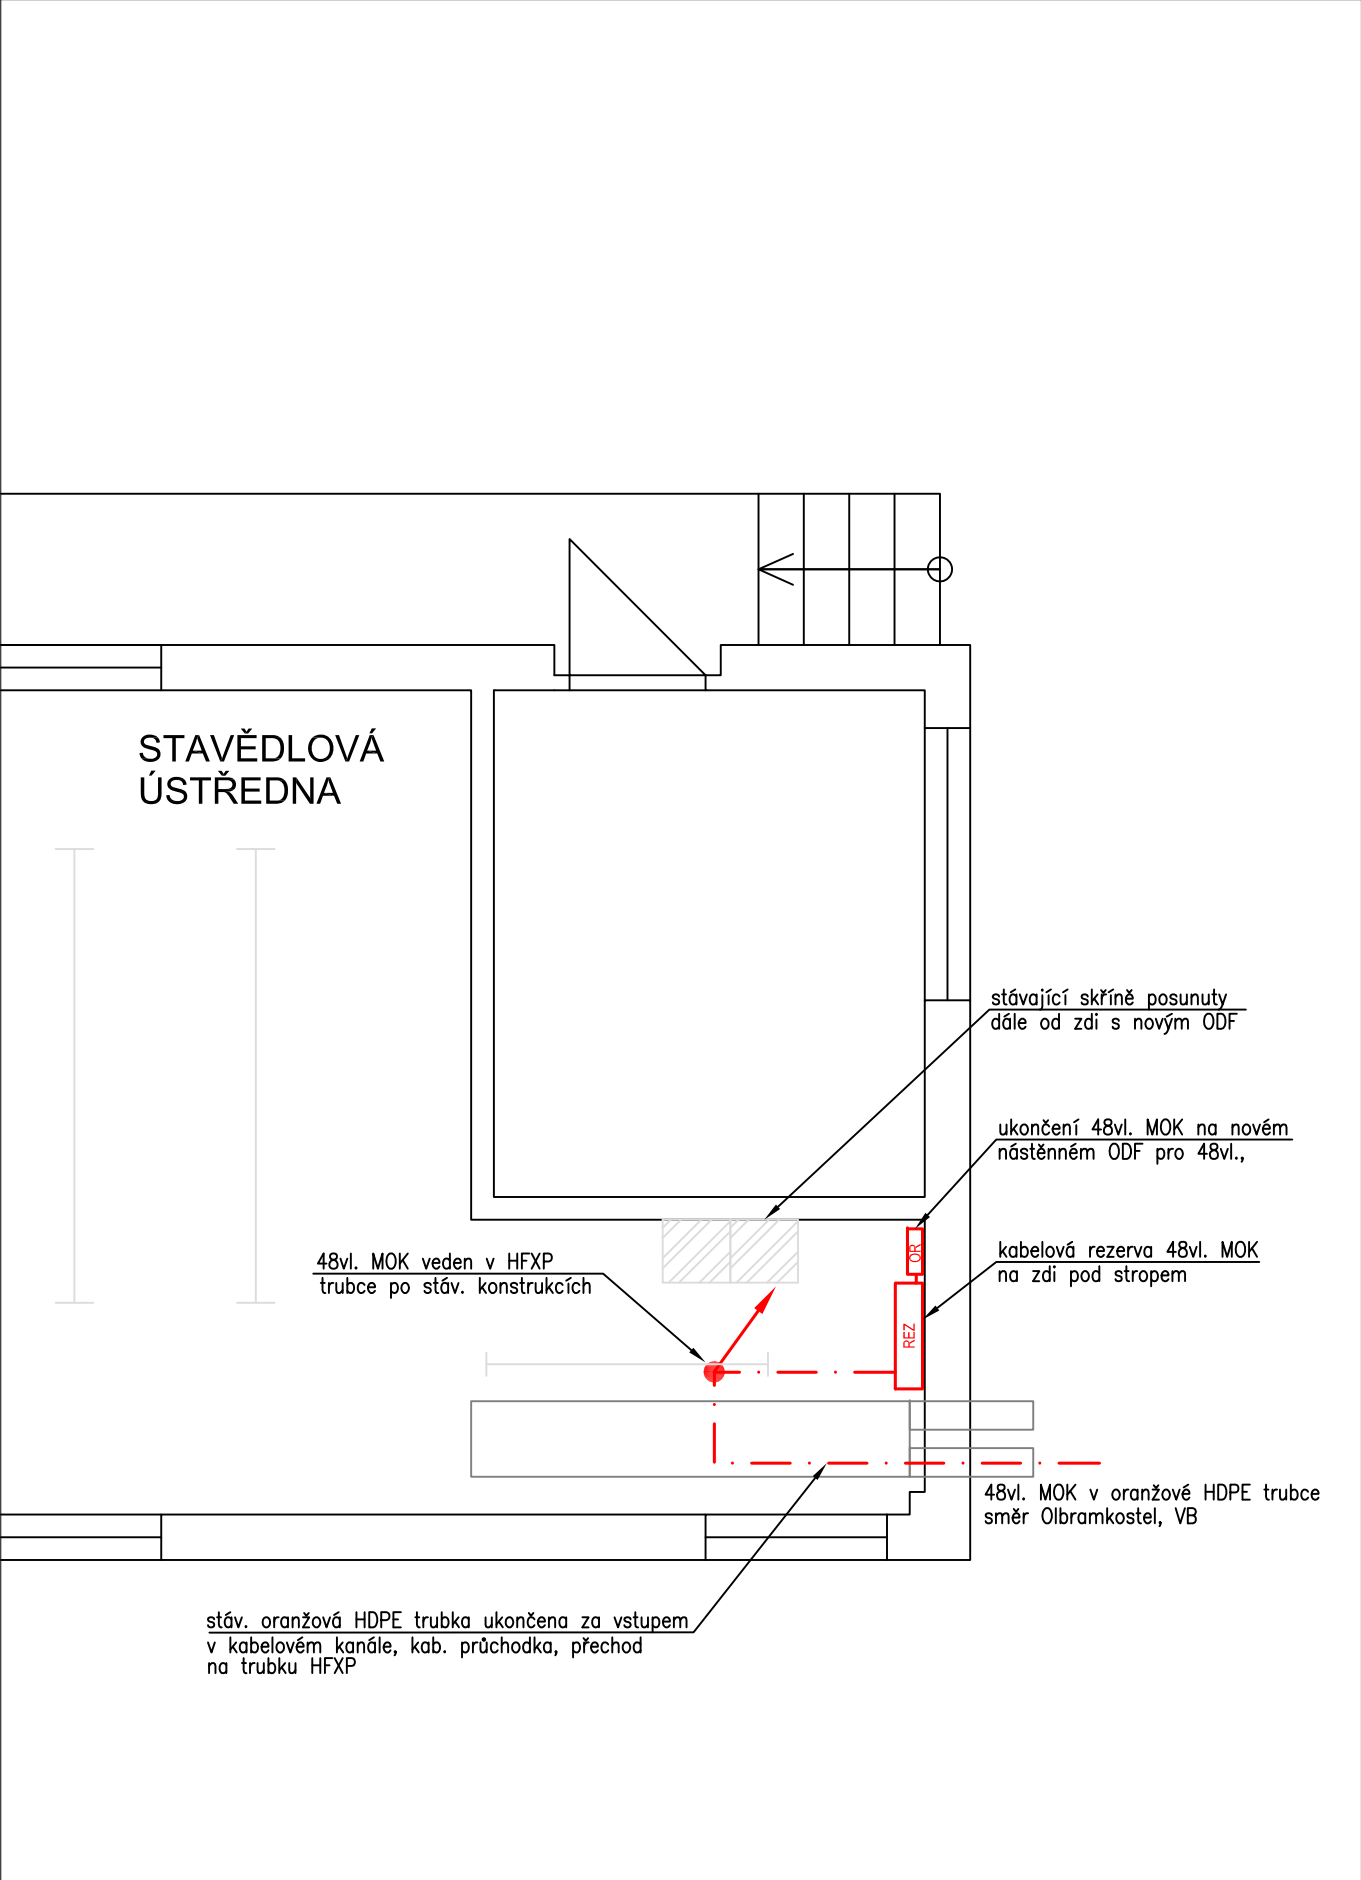 STAVĚDLOVÁ
ÚSTŘEDNA
stávající skříně posunuty
dále od zdi s novým ODF
ukončení 48vl. MOK na novém
nástěnném ODF pro 48vl.,
OR
kabelová rezerva 48vl. MOK
na zdi pod stropem
48vl. MOK veden v HFXP
trubce po stáv. konstrukcích
REZ
48vl. MOK v oranžové HDPE trubce
směr Olbramkostel, VB
stáv. oranžová HDPE trubka ukončena za vstupem
v kabelovém kanále, kab. průchodka, přechod
na trubku HFXP